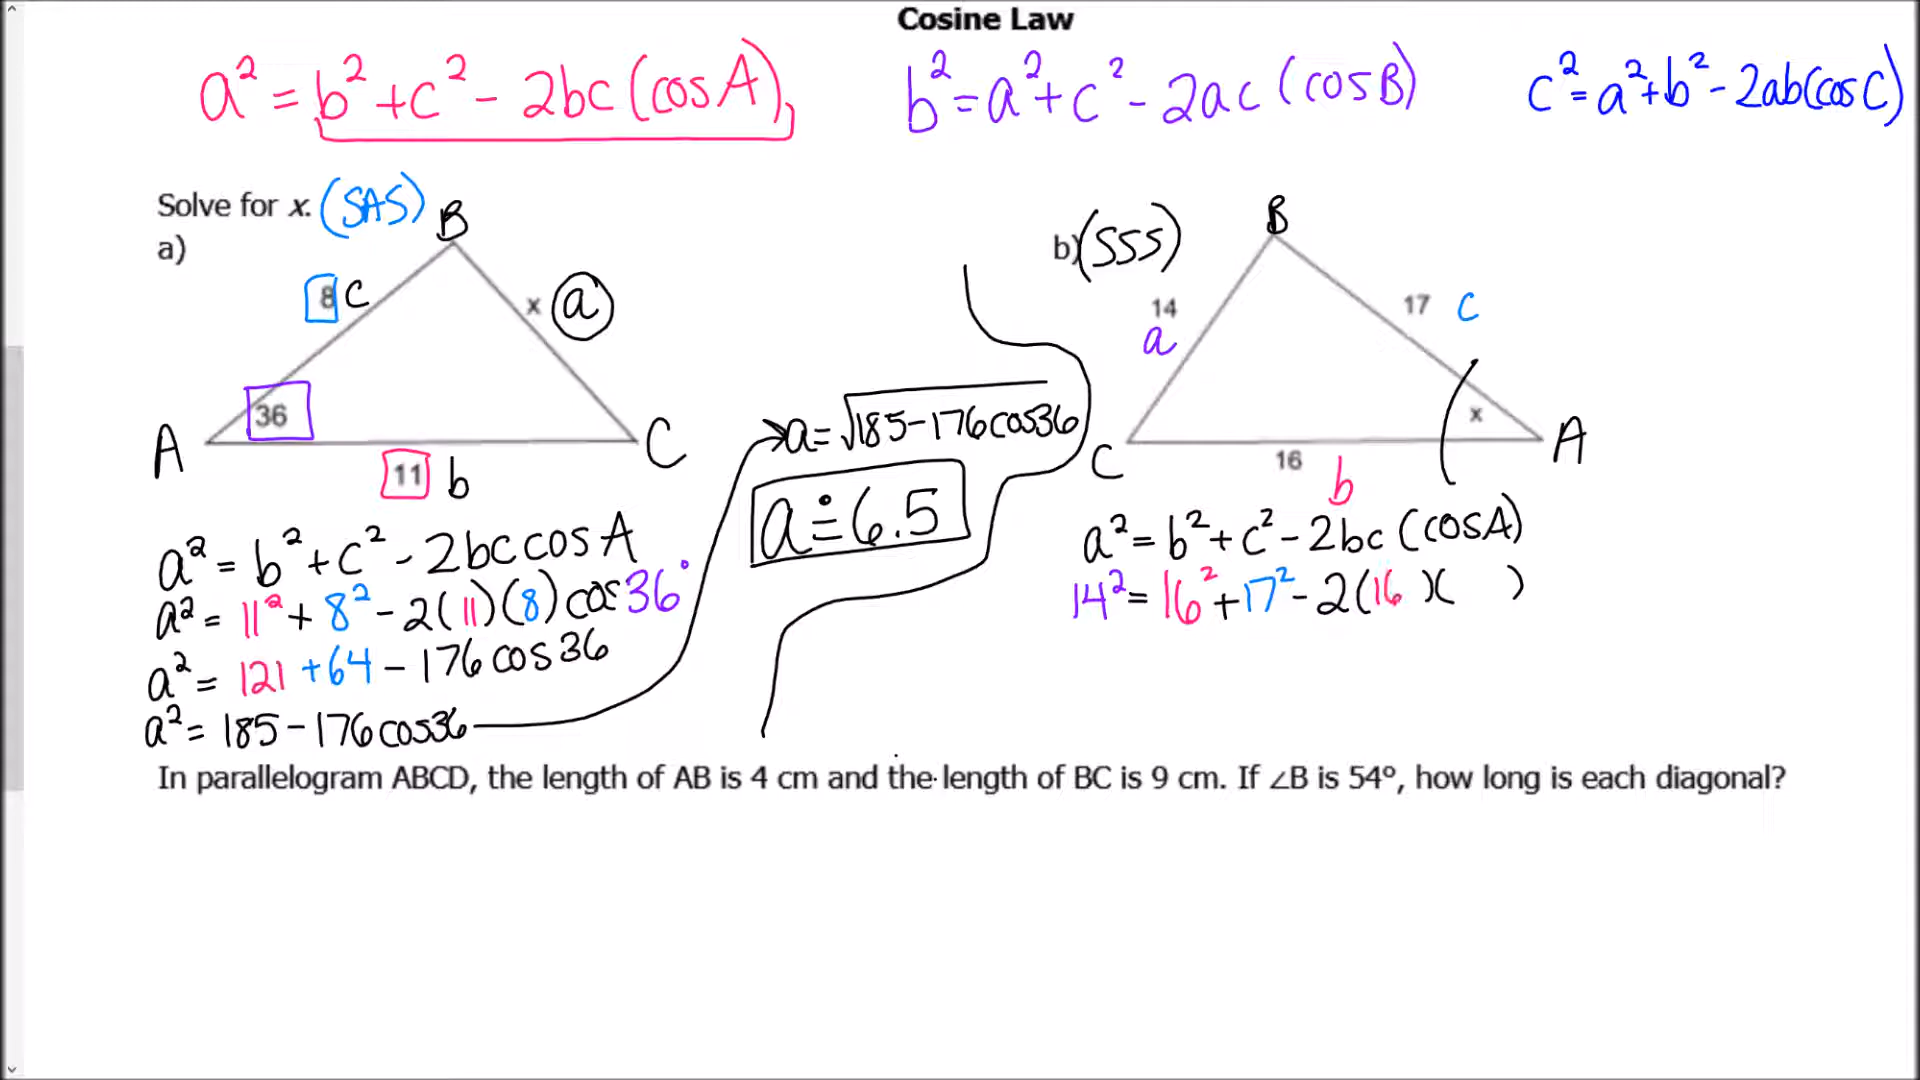 Cosine Law
a² = b² + c² - 2bc (cos A)
b² = a² + c² - 2ac (cos B)
c² = a² + b² - 2ab (cos C)
Solve for x. (SAS)
a)
B
8 c
x a
36
A
C
11 b
a² = b² + c² - 2bc cos A
a² = 11² + 8² - 2(11)(8) cos 36°
a² = 121 + 64 - 176 cos 36
a² = 185 - 176 cos 36
a = √185 - 176 cos 36
a ≐ 6.5
b) (SSS)
B
14
a
17 c
x
C
A
16 b
a² = b² + c² - 2bc (cos A)
14² = 16² + 17² - 2(16)( )
In parallelogram ABCD, the length of AB is 4 cm and the length of BC is 9 cm. If ∠B is 54°, how long is each diagonal?